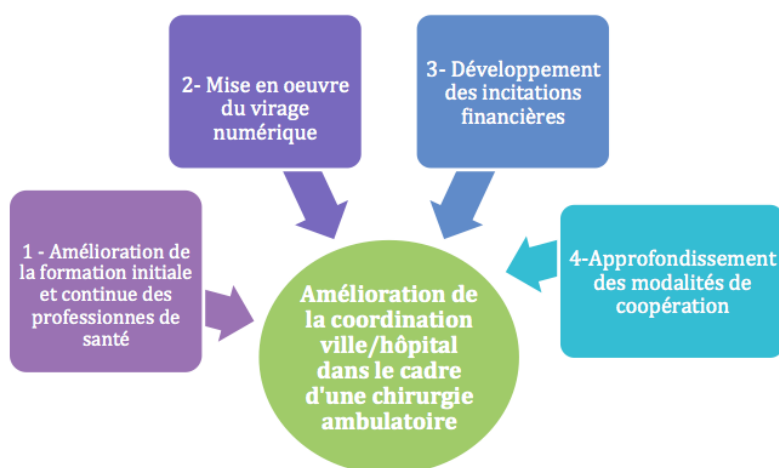 1 - Amélioration de
la formation initiale
et continue des
professionnes de
santé
2- Mise en oeuvre
du virage
numérique
3- Développement
des incitations
financières
4-Approfondissement
des modalités de
coopération
Amélioration de
la coordination
ville/hôpital
dans le cadre
d'une chirurgie
ambulatoire